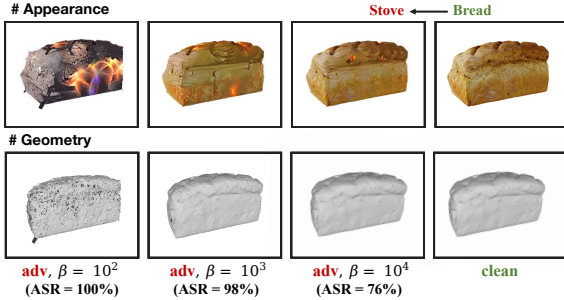 # Appearance
Stove ← Bread
# Geometry
adv, β = 10² adv, β = 10³ adv, β = 10⁴ clean
(ASR = 100%) (ASR = 98%) (ASR = 76%)